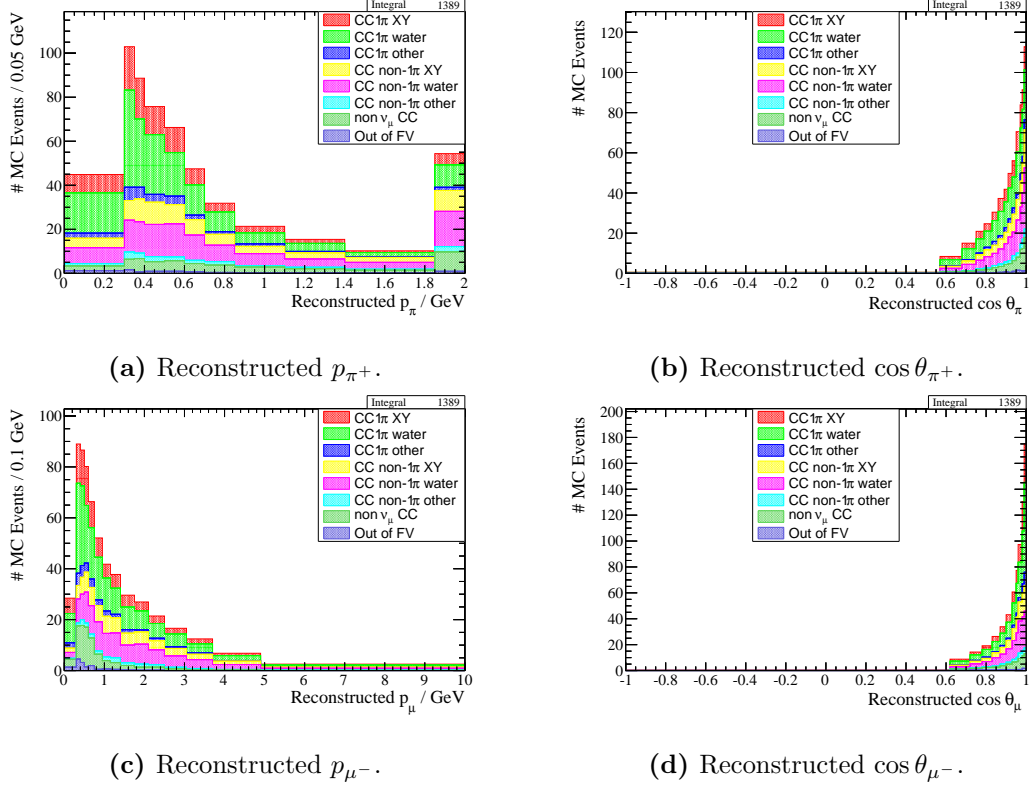 Integral 1389
CC1π XY
CC1π water
CC1π other
CC non-1π XY
CC non-1π water
CC non-1π other
non ν_μ CC
Out of FV
# MC Events / 0.05 GeV
100
80
60
40
20
0
0 0.2 0.4 0.6 0.8 1 1.2 1.4 1.6 1.8 2
Reconstructed p_π / GeV
(a) Reconstructed p_π+.
Integral 1389
CC1π XY
CC1π water
CC1π other
CC non-1π XY
CC non-1π water
CC non-1π other
non ν_μ CC
Out of FV
# MC Events
120
100
80
60
40
20
0
-1 -0.8 -0.6 -0.4 -0.2 0 0.2 0.4 0.6 0.8 1
Reconstructed cos θ_π
(b) Reconstructed cos θ_π+.
Integral 1389
CC1π XY
CC1π water
CC1π other
CC non-1π XY
CC non-1π water
CC non-1π other
non ν_μ CC
Out of FV
# MC Events / 0.1 GeV
100
80
60
40
20
0
0 1 2 3 4 5 6 7 8 9 10
Reconstructed p_μ / GeV
(c) Reconstructed p_μ−.
Integral 1389
CC1π XY
CC1π water
CC1π other
CC non-1π XY
CC non-1π water
CC non-1π other
non ν_μ CC
Out of FV
# MC Events
200
180
160
140
120
100
80
60
40
20
0
-1 -0.8 -0.6 -0.4 -0.2 0 0.2 0.4 0.6 0.8 1
Reconstructed cos θ_μ
(d) Reconstructed cos θ_μ−.